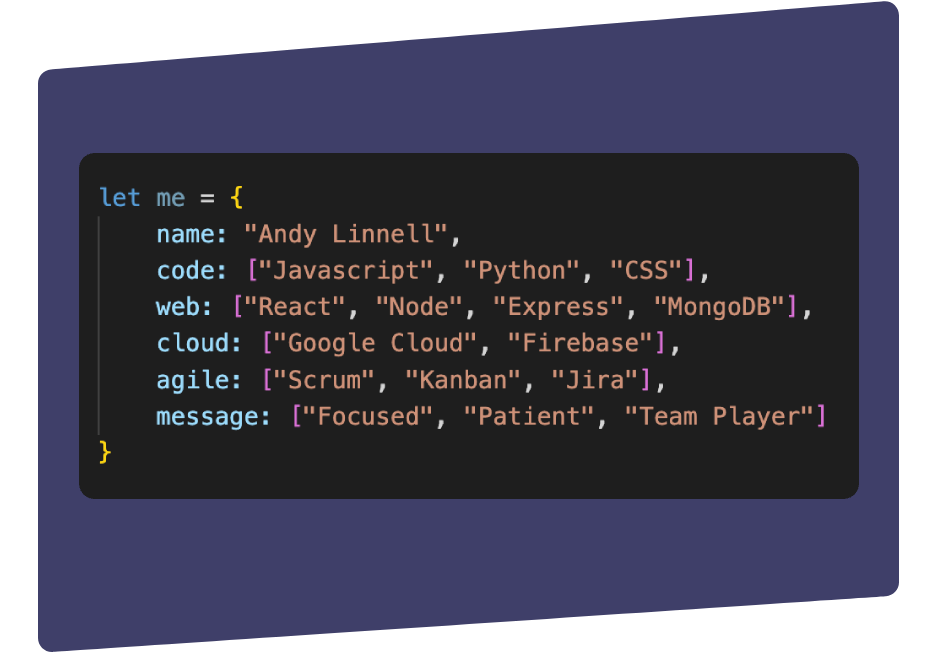 let me = {
    name: "Andy Linnell",
    code: ["Javascript", "Python", "CSS"],
    web: ["React", "Node", "Express", "MongoDB"],
    cloud: ["Google Cloud", "Firebase"],
    agile: ["Scrum", "Kanban", "Jira"],
    message: ["Focused", "Patient", "Team Player"]
}